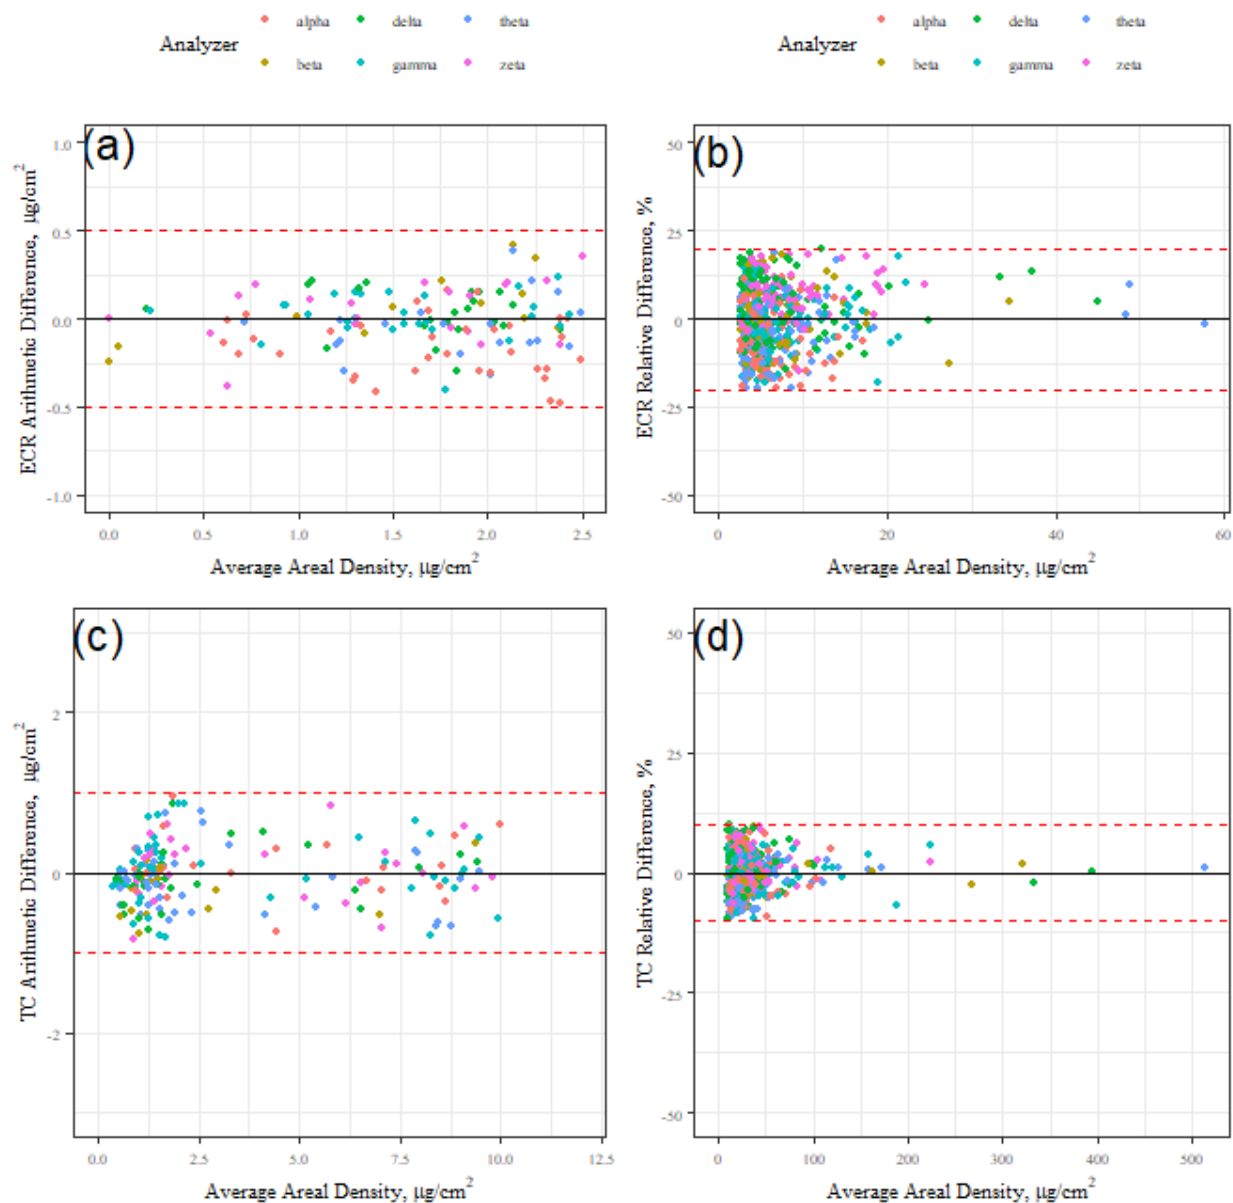 Analyzer
alpha delta theta
beta gamma zeta
Analyzer
alpha delta theta
beta gamma zeta
(a)
ECR Arithmetic Difference, µg/cm²
1.0
0.5
0.0
-0.5
-1.0
0.0 0.5 1.0 1.5 2.0 2.5
Average Areal Density, µg/cm²
(b)
ECR Relative Difference, %
50
25
0
-25
-50
0 20 40 60
Average Areal Density, µg/cm²
(c)
TC Arithmetic Difference, µg/cm²
2
0
-2
0.0 2.5 5.0 7.5 10.0 12.5
Average Areal Density, µg/cm²
(d)
TC Relative Difference, %
50
25
0
-25
-50
0 100 200 300 400 500
Average Areal Density, µg/cm²